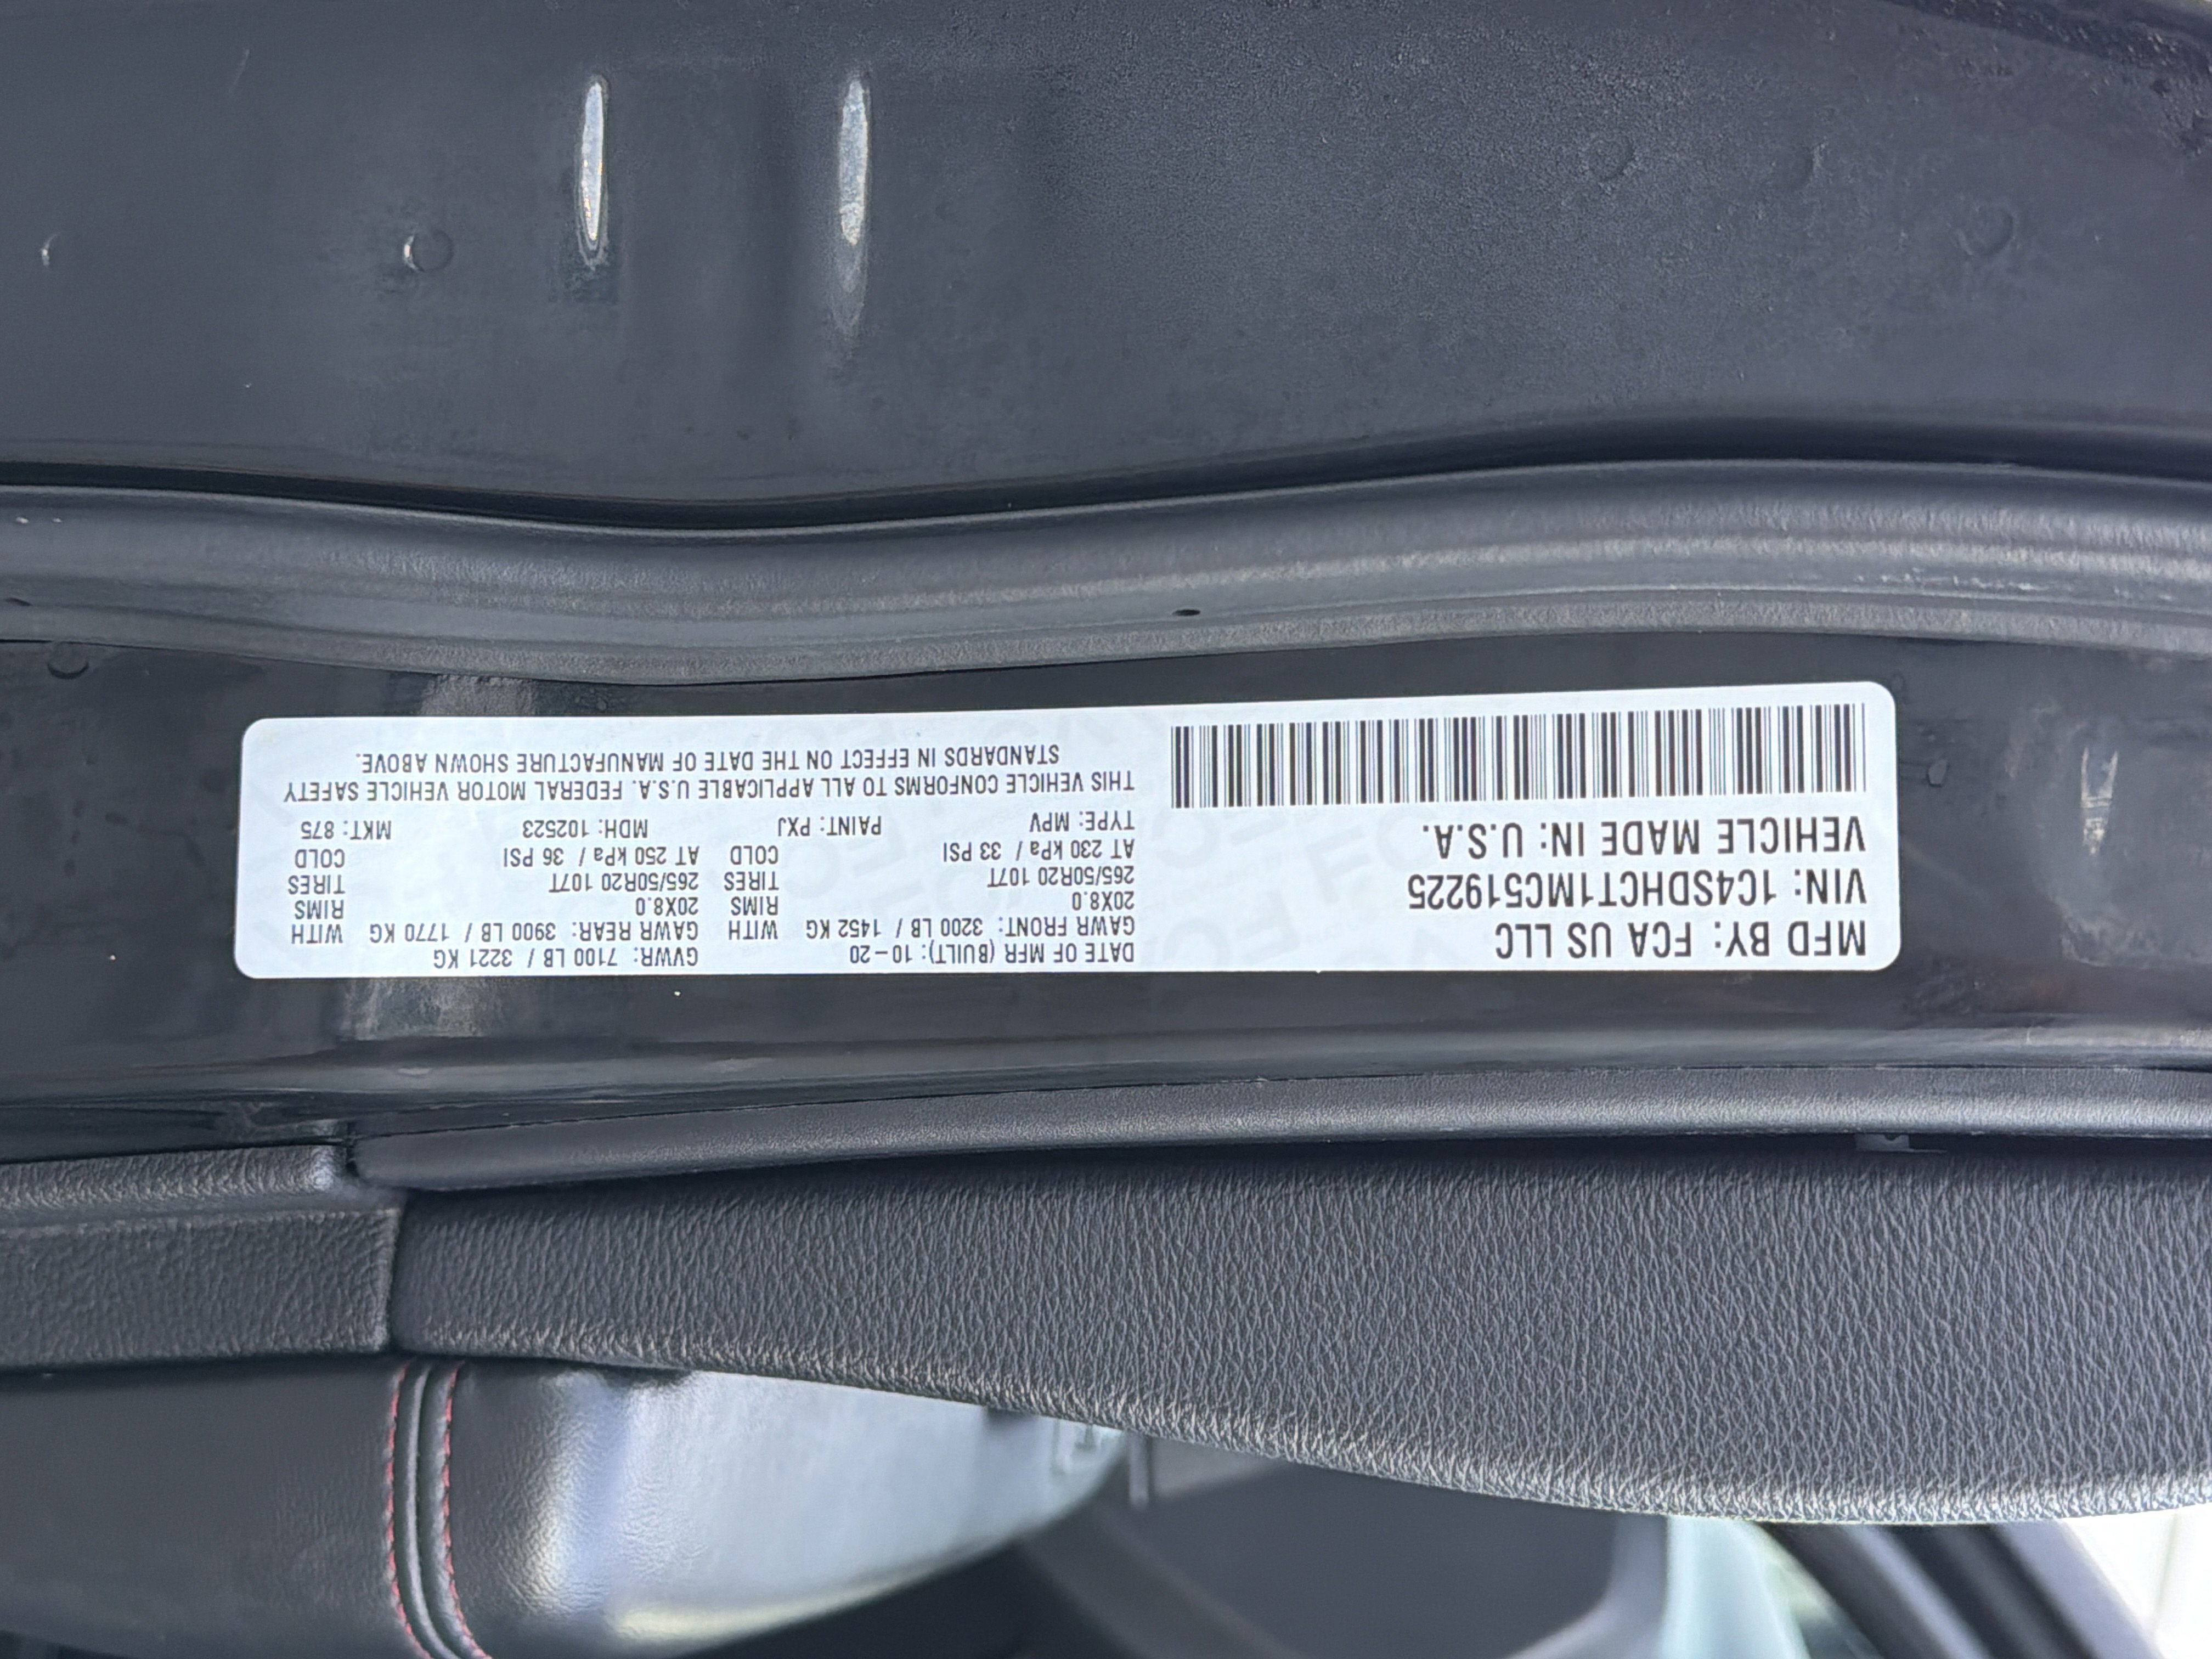 MFD BY: FCA US LLC
VIN: 1C4SDHCT1MC519225
VEHICLE MADE IN: U.S.A.
DATE OF MFR (BUILT): 10-20 GVWR: 7100 LB / 3221 KG
GAWR FRONT: 3200 LB / 1452 KG WITH GAWR REAR: 3900 LB / 1770 KG WITH
20X8.0 RIMS 20X8.0 RIMS
265/50R20 107T TIRES 265/50R20 107T TIRES
AT 230 kPa / 33 PSI COLD AT 250 kPa / 36 PSI COLD
TYPE: MPV PAINT: PXJ MDH: 102523 MKT: 875
THIS VEHICLE CONFORMS TO ALL APPLICABLE U.S.A. FEDERAL MOTOR VEHICLE SAFETY
STANDARDS IN EFFECT ON THE DATE OF MANUFACTURE SHOWN ABOVE.